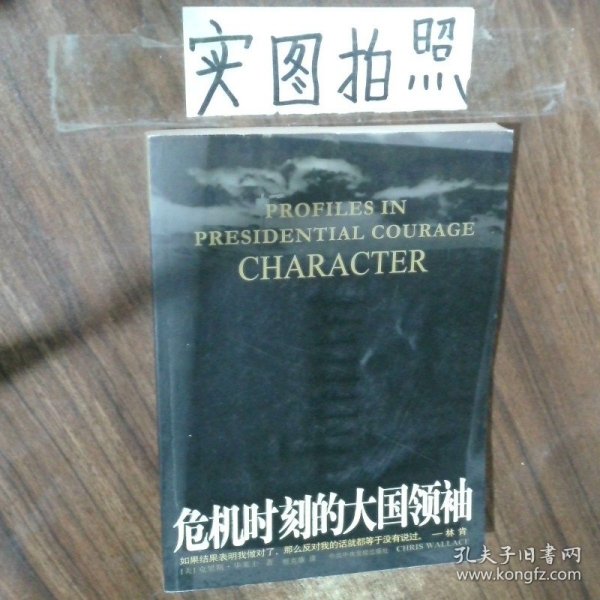 实图拍照
PROFILES IN
PRESIDENTIAL COURAGE
CHARACTER
危机时刻的大国领袖
如果结果表明我做对了，那么反对我的话就都等于没有说过。
—林肯
CHRIS WALLACE
孔夫子旧书网
www.kongfz.com